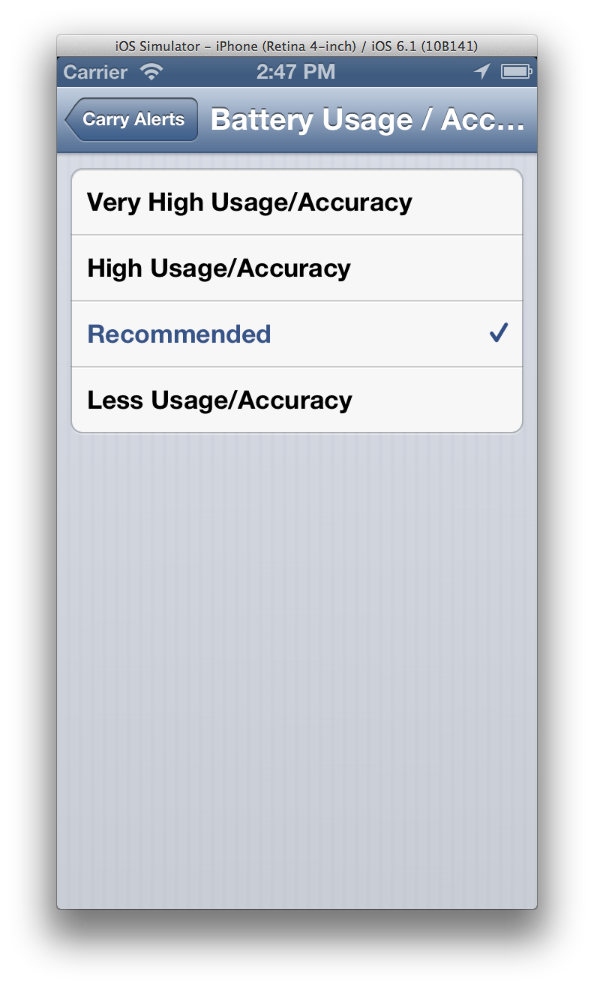 iOS Simulator – iPhone (Retina 4–inch) / iOS 6.1 (10B141)
Carrier 2:47 PM
Carry Alerts Battery Usage / Acc...
Very High Usage/Accuracy
High Usage/Accuracy
Recommended
Less Usage/Accuracy